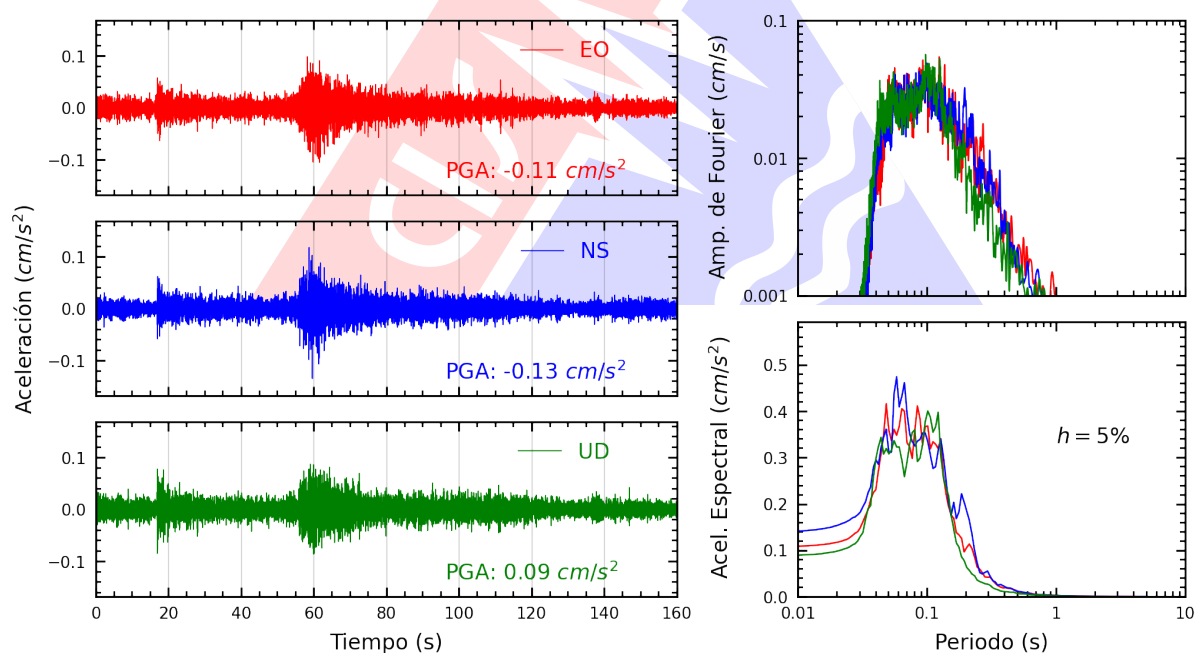 Aceleración (cm/s²)
0.1
0.0
−0.1
EO
PGA: -0.11 cm/s²
0.1
0.0
−0.1
NS
PGA: -0.13 cm/s²
0.1
0.0
−0.1
UD
PGA: 0.09 cm/s²
0 20 40 60 80 100 120 140 160
Tiempo (s)
Amp. de Fourier (cm/s)
0.1
0.01
0.001
Acel. Espectral (cm/s²)
0.5
0.4
0.3
0.2
0.1
0.0
h = 5%
0.01 0.1 1 10
Periodo (s)